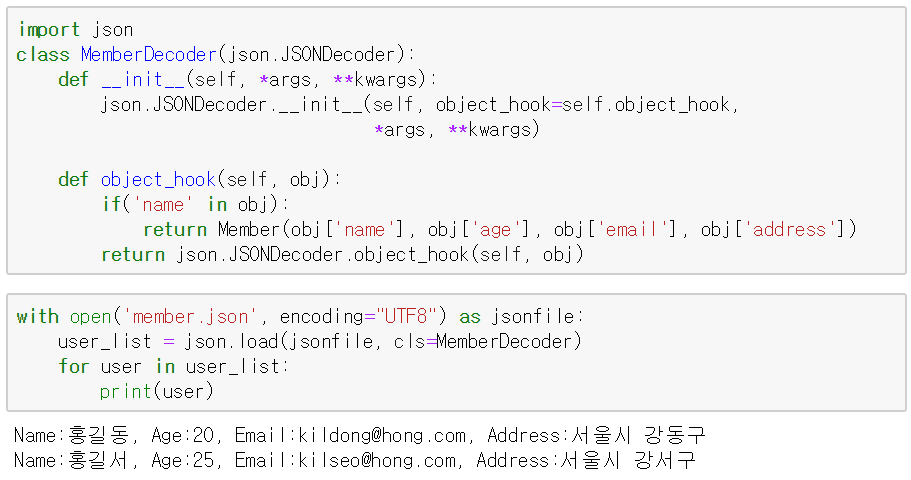 import json
class MemberDecoder(json.JSONDecoder):
    def __init__(self, *args, **kwargs):
        json.JSONDecoder.__init__(self, object_hook=self.object_hook,
                                  *args, **kwargs)
    def object_hook(self, obj):
        if('name' in obj):
            return Member(obj['name'], obj['age'], obj['email'], obj['address'])
        return json.JSONDecoder.object_hook(self, obj)
with open('member.json', encoding="UTF8") as jsonfile:
    user_list = json.load(jsonfile, cls=MemberDecoder)
    for user in user_list:
        print(user)
Name:홍길동, Age:20, Email:kildong@hong.com, Address:서울시 강동구
Name:홍길서, Age:25, Email:kilseo@hong.com, Address:서울시 강서구